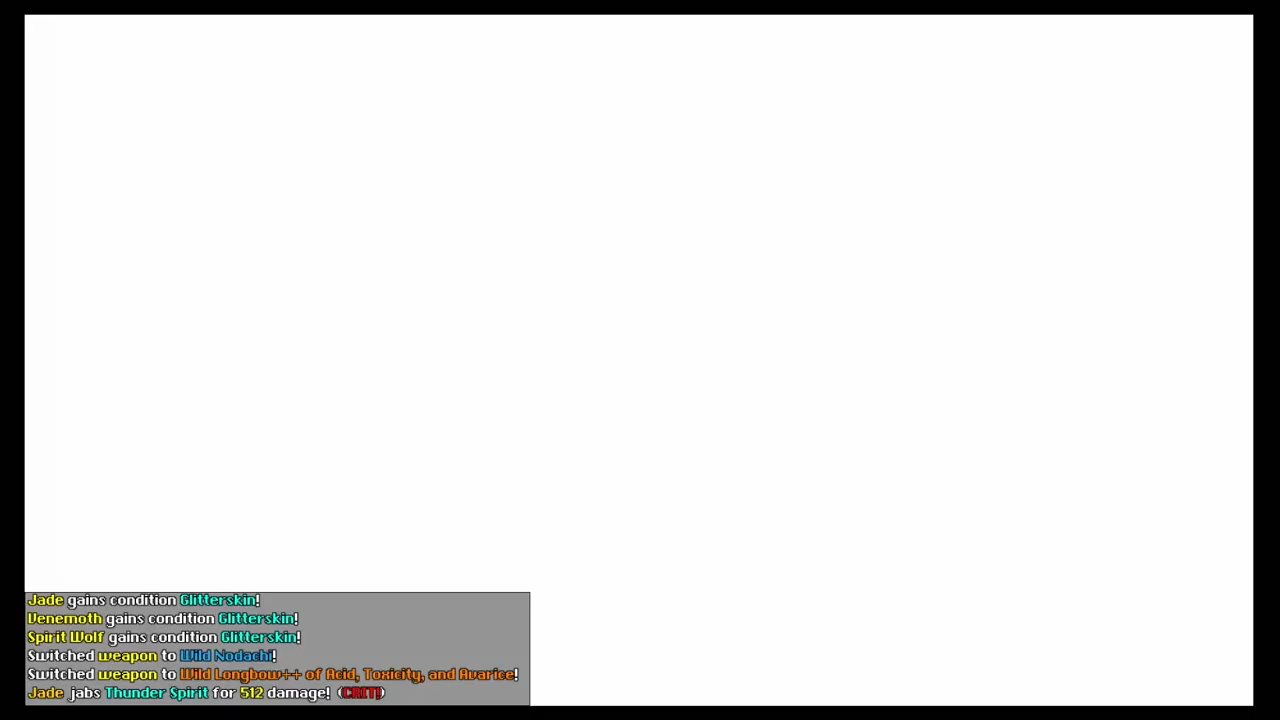 Jade gains condition Glitterskin!
Venemoth gains condition Glitterskin!
Spirit Wolf gains condition Glitterskin!
Switched weapon to Wild Nodachi!
Switched weapon to Wild Longbow++ of Acid, Toxicity, and Avarice!
Jade jabs Thunder Spirit for 512 damage! (CRIT!)